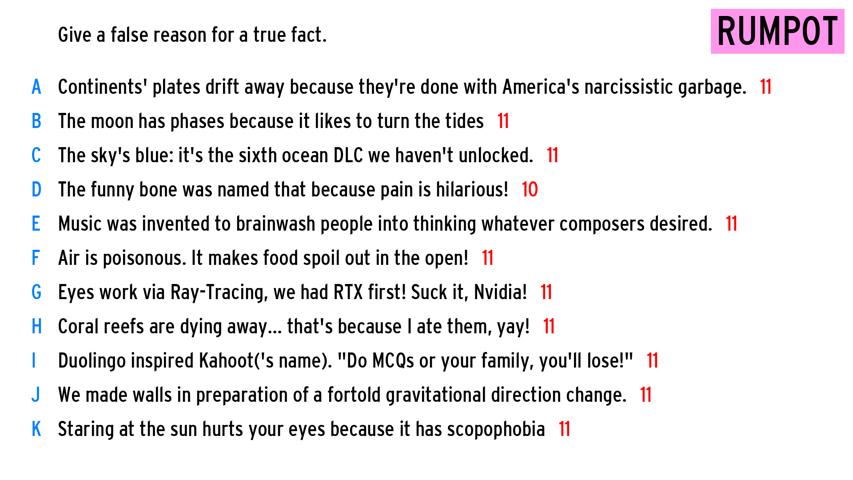 Give a false reason for a true fact.
RUMPOT
A Continents' plates drift away because they're done with America's narcissistic garbage. 11
B The moon has phases because it likes to turn the tides 11
C The sky's blue: it's the sixth ocean DLC we haven't unlocked. 11
D The funny bone was named that because pain is hilarious! 10
E Music was invented to brainwash people into thinking whatever composers desired. 11
F Air is poisonous. It makes food spoil out in the open! 11
G Eyes work via Ray-Tracing, we had RTX first! Suck it, Nvidia! 11
H Coral reefs are dying away... that's because I ate them, yay! 11
I Duolingo inspired Kahoot('s name). "Do MCQs or your family, you'll lose!" 11
J We made walls in preparation of a fortold gravitational direction change. 11
K Staring at the sun hurts your eyes because it has scopophobia 11